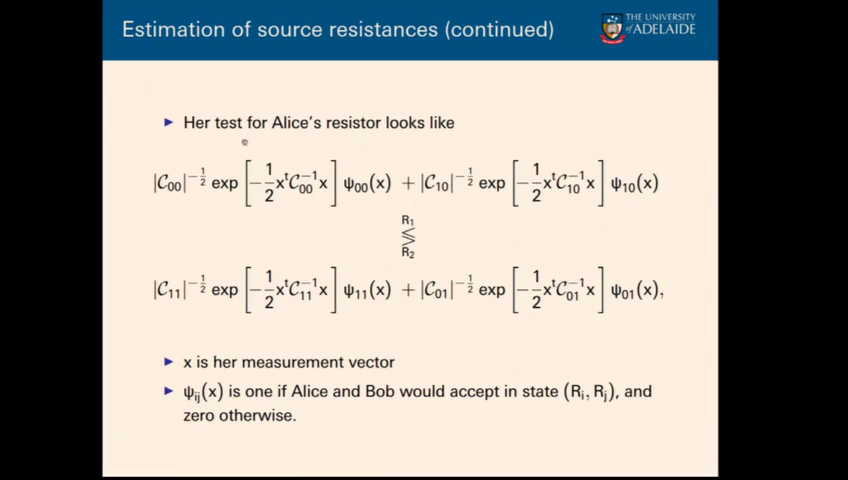 Estimation of source resistances (continued)
THE UNIVERSITY
of ADELAIDE
Her test for Alice's resistor looks like
|C₀₀|^{-1/2} exp [-1/2 xᵗC₀₀⁻¹x] ψ₀₀(x) + |C₁₀|^{-1/2} exp [-1/2 xᵗC₁₀⁻¹x] ψ₁₀(x)
R₁
≶
R₂
|C₁₁|^{-1/2} exp [-1/2 xᵗC₁₁⁻¹x] ψ₁₁(x) + |C₀₁|^{-1/2} exp [-1/2 xᵗC₀₁⁻¹x] ψ₀₁(x),
x is her measurement vector
ψᵢⱼ(x) is one if Alice and Bob would accept in state (Rᵢ, Rⱼ), and
zero otherwise.